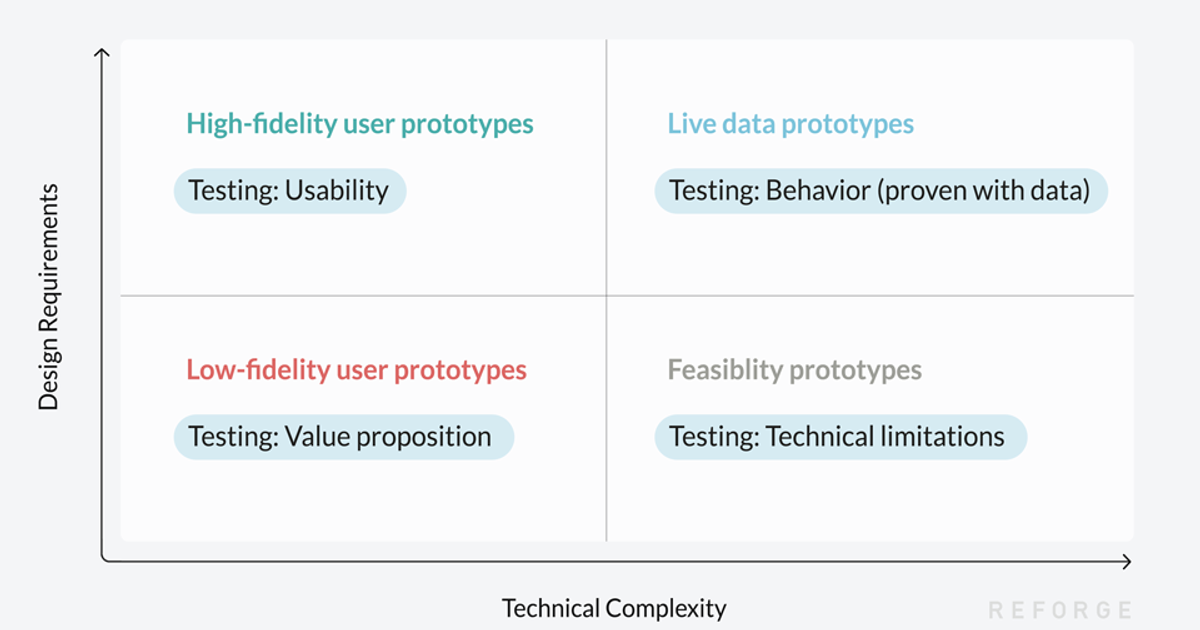 Design Requirements
High-fidelity user prototypes
Testing: Usability
Live data prototypes
Testing: Behavior (proven with data)
Low-fidelity user prototypes
Testing: Value proposition
Feasiblity prototypes
Testing: Technical limitations
Technical Complexity
REFORGE